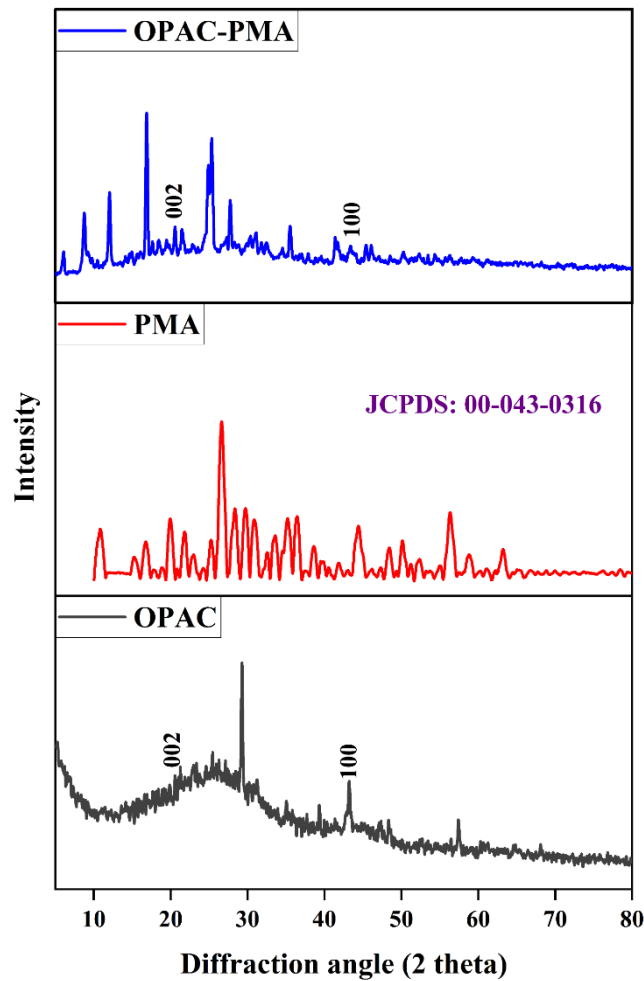 OPAC-PMA
002
100
PMA
JCPDS: 00-043-0316
Intensity
OPAC
002
100
10 20 30 40 50 60 70 80
Diffraction angle (2 theta)